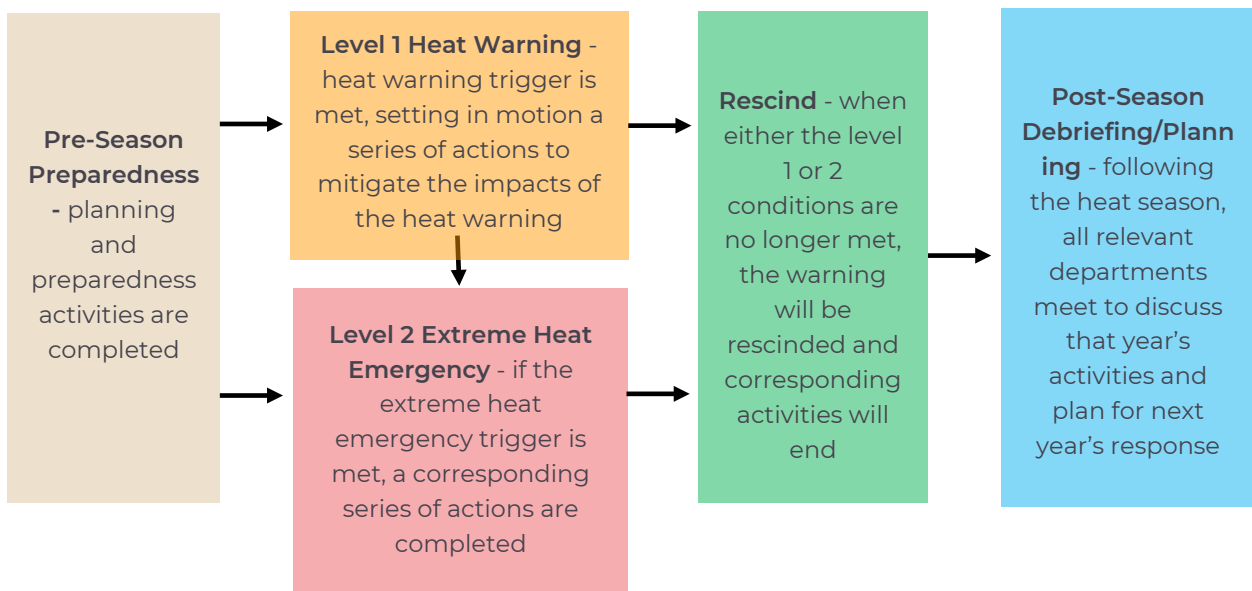 Pre-Season
Preparedness
- planning
and
preparedness
activities are
completed
Level 1 Heat Warning -
heat warning trigger is
met, setting in motion a
series of actions to
mitigate the impacts of
the heat warning
Level 2 Extreme Heat
Emergency - if the
extreme heat
emergency trigger is
met, a corresponding
series of actions are
completed
Rescind - when
either the level
1 or 2
conditions are
no longer met,
the warning
will be
rescinded and
corresponding
activities will
end
Post-Season
Debriefing/Plann
ing - following
the heat season,
all relevant
departments
meet to discuss
that year's
activities and
plan for next
year's response